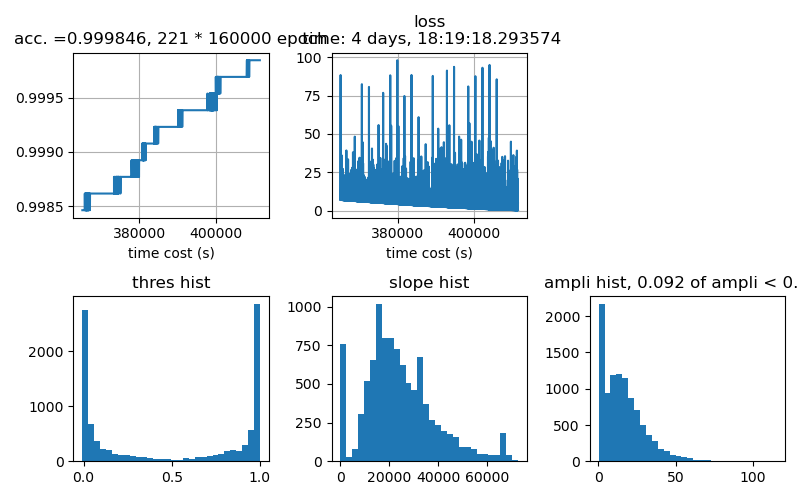 loss
acc. =0.999846, 221 * 160000 epoch
time: 4 days, 18:19:18.293574
0.9995
0.9990
0.9985
380000 400000
time cost (s)
100
75
50
25
0
380000 400000
time cost (s)
thres hist
2000
1000
0
0.0 0.5 1.0
slope hist
1000
750
500
250
0
0 20000 40000 60000
ampli hist, 0.092 of ampli < 0.
2000
1500
1000
500
0
0 50 100